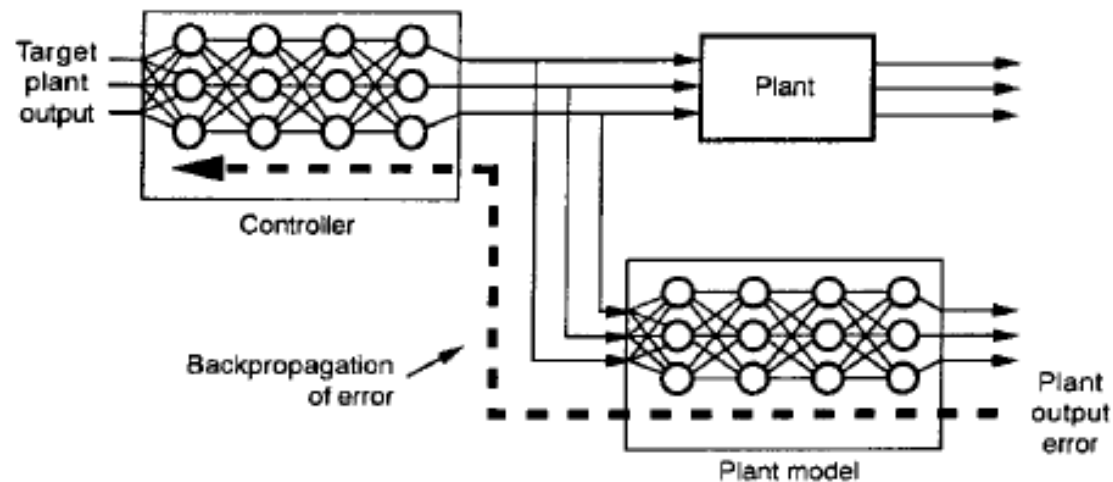 Target
plant
output
Controller
Plant
Backpropagation
of error
Plant
output
error
Plant model